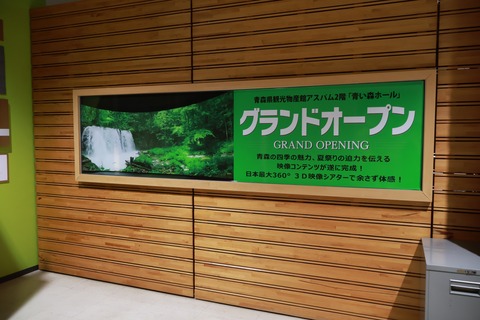 青森県観光物産館アスパム2階「青い森ホール」
グランドオープン
GRAND OPENING
青森の四季の魅力、夏祭りの迫力を伝える
映像コンテンツが遂に完成！
日本最大360°３Ｄ映像シアターで余さず体感！